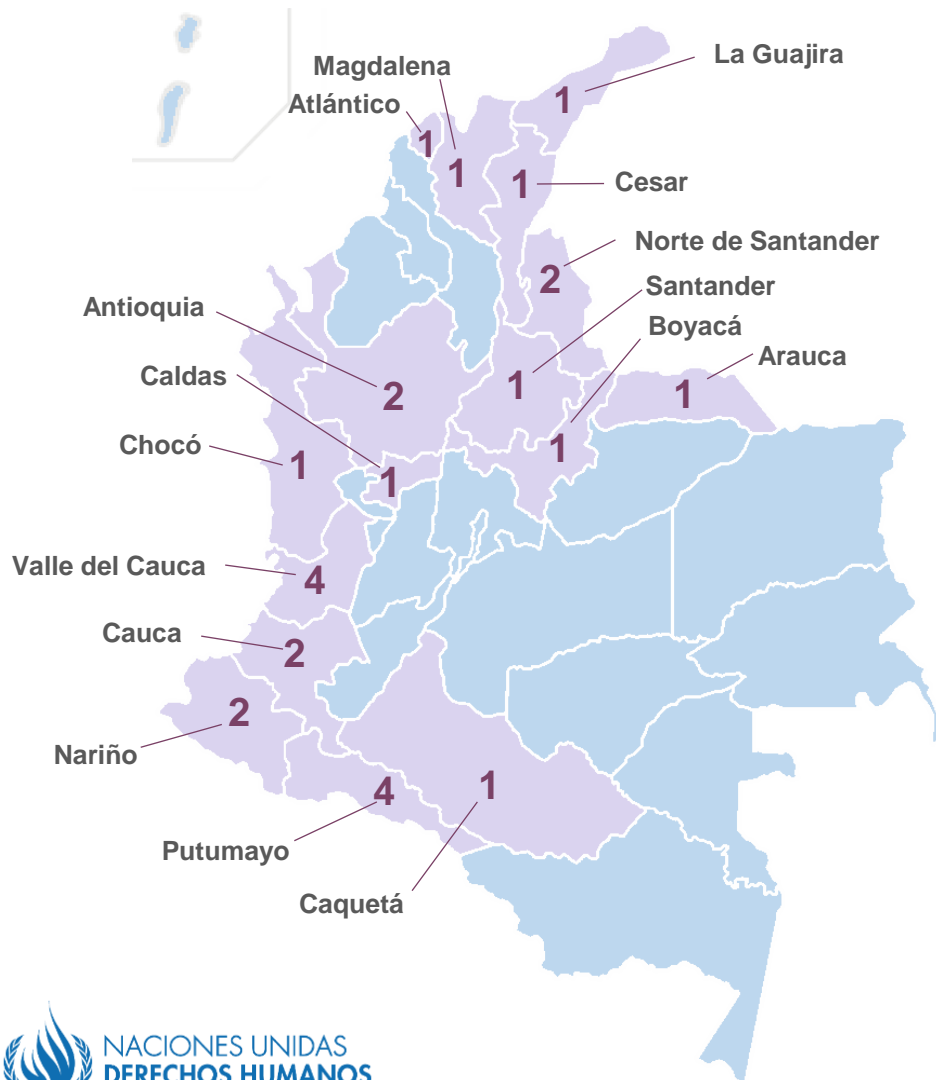 La Guajira
1
Magdalena
Atlántico
1
1
1
Cesar
Norte de Santander
2
Santander
Antioquia
Boyacá
Arauca
Caldas
2
1
1
Chocó
1
1
1
Valle del Cauca
4
Cauca
2
2
Nariño
4
1
Putumayo
Caquetá
NACIONES UNIDAS
DERECHOS HUMANOS